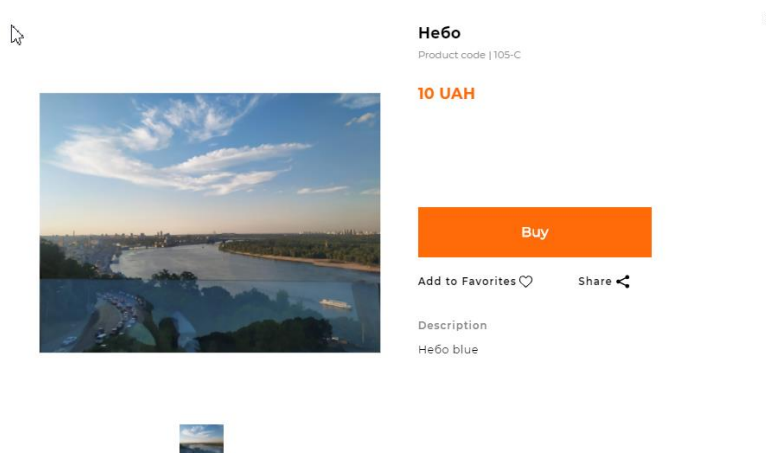 Небо
Product code | 105-C
10 UAH
Buy
Add to Favorites
Share
Description
Небо blue